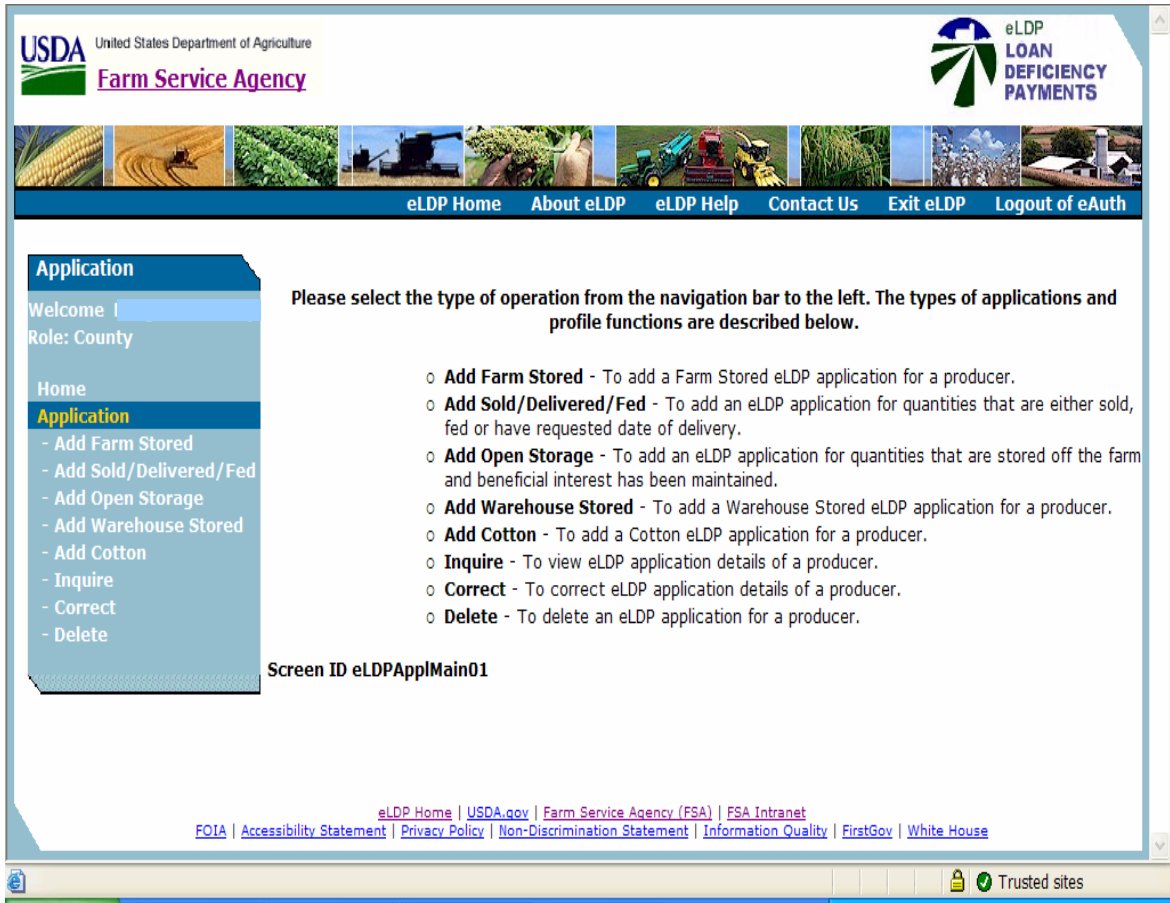 USDA
United States Department of Agriculture
Farm Service Agency
eLDP
LOAN
DEFICIENCY
PAYMENTS
eLDP Home About eLDP eLDP Help Contact Us Exit eLDP Logout of eAuth
Application
Welcome
Role: County
Home
Application
- Add Farm Stored
- Add Sold/Delivered/Fed
- Add Open Storage
- Add Warehouse Stored
- Add Cotton
- Inquire
- Correct
- Delete
Please select the type of operation from the navigation bar to the left. The types of applications and
profile functions are described below.
o Add Farm Stored - To add a Farm Stored eLDP application for a producer.
o Add Sold/Delivered/Fed - To add an eLDP application for quantities that are either sold,
fed or have requested date of delivery.
o Add Open Storage - To add an eLDP application for quantities that are stored off the farm
and beneficial interest has been maintained.
o Add Warehouse Stored - To add a Warehouse Stored eLDP application for a producer.
o Add Cotton - To add a Cotton eLDP application for a producer.
o Inquire - To view eLDP application details of a producer.
o Correct - To correct eLDP application details of a producer.
o Delete - To delete an eLDP application for a producer.
Screen ID eLDPApplMain01
eLDP Home | USDA.gov | Farm Service Agency (FSA) | FSA Intranet
FOIA | Accessibility Statement | Privacy Policy | Non-Discrimination Statement | Information Quality | FirstGov | White House
Trusted sites